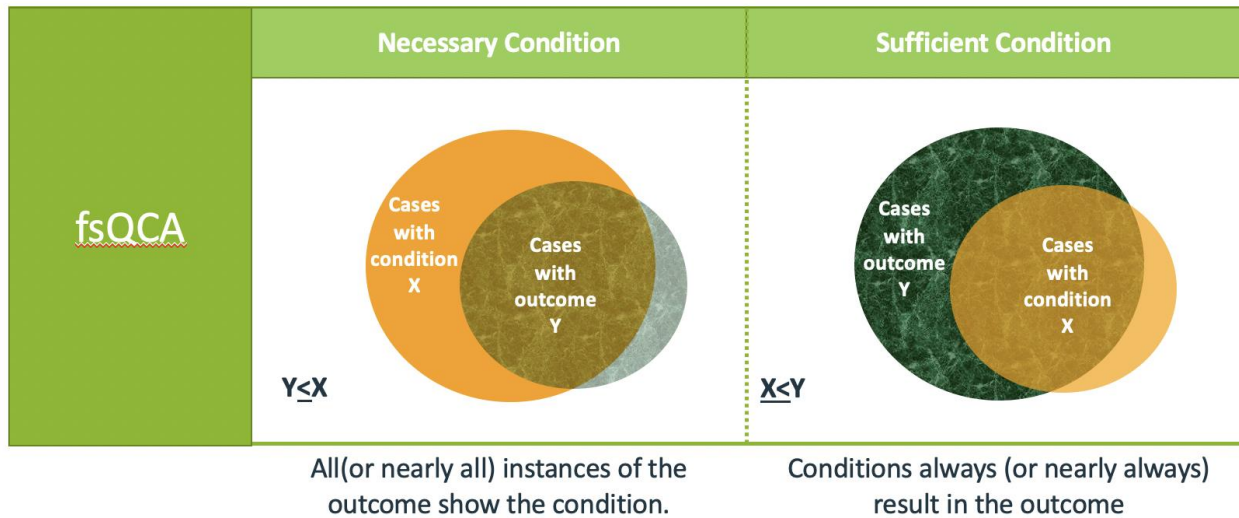 Necessary Condition
Sufficient Condition
fsQCA
Cases
with
condition
X
Cases
with
outcome
Y
Y≤X
Cases
with
outcome
Y
Cases
with
condition
X
X≤Y
All(or nearly all) instances of the
outcome show the condition.
Conditions always (or nearly always)
result in the outcome